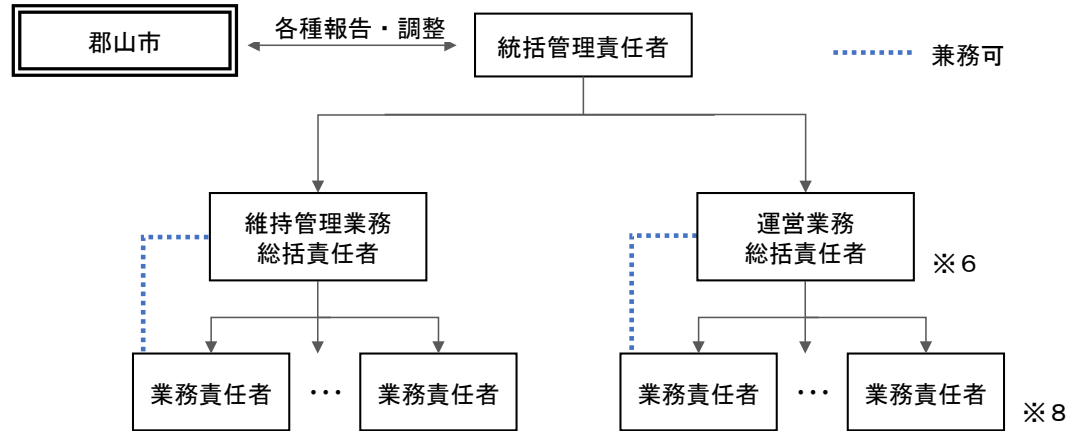 郡山市
各種報告・調整
統括管理責任者
兼務可
維持管理業務
総括責任者
運営業務
総括責任者
※6
業務責任者
…
業務責任者
業務責任者
…
業務責任者
※8